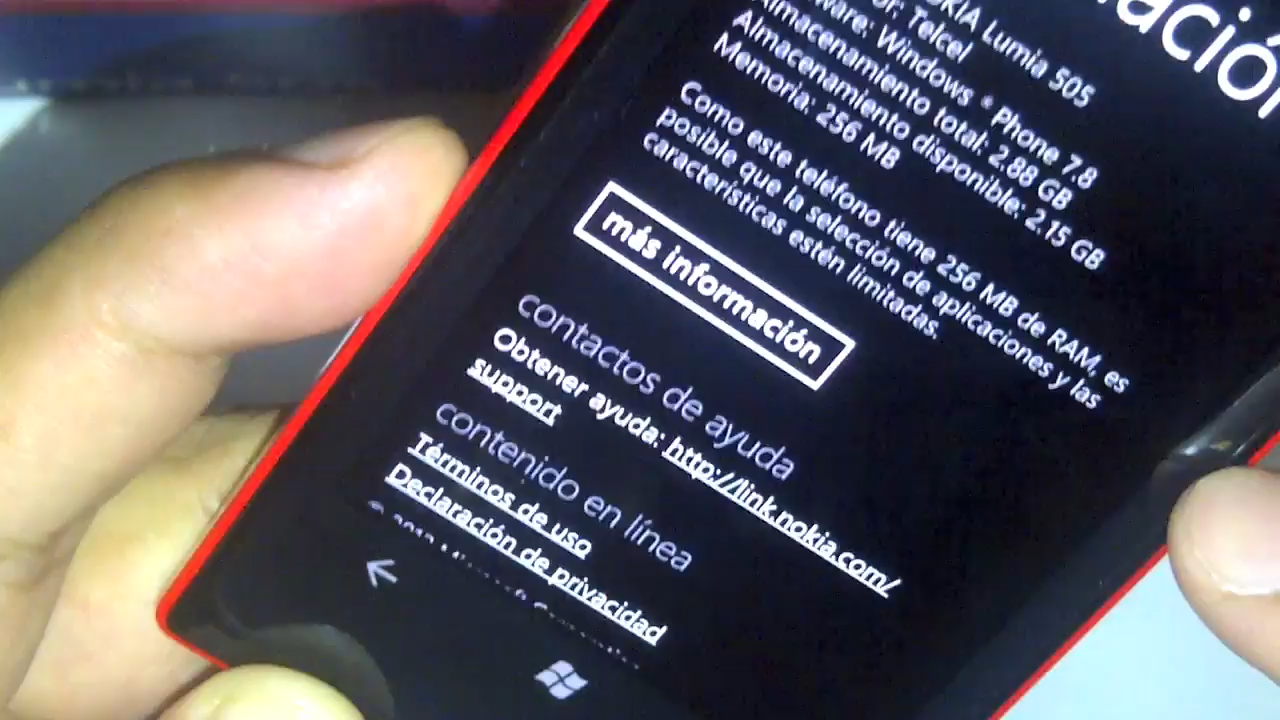 ación
OKIA Lumia 505
or: Telcel
ware: Windows ® Phone 7.8
Almacenamiento total: 2.88 GB
Almacenamiento disponible: 2.15 GB
Memoria: 256 MB
Como este teléfono tiene 256 MB de RAM, es
posible que la selección de aplicaciones y las
características estén limitadas.
más información
contactos de ayuda
Obtener ayuda: http://link.nokia.com/
support
contenido en línea
Términos de uso
Declaración de privacidad